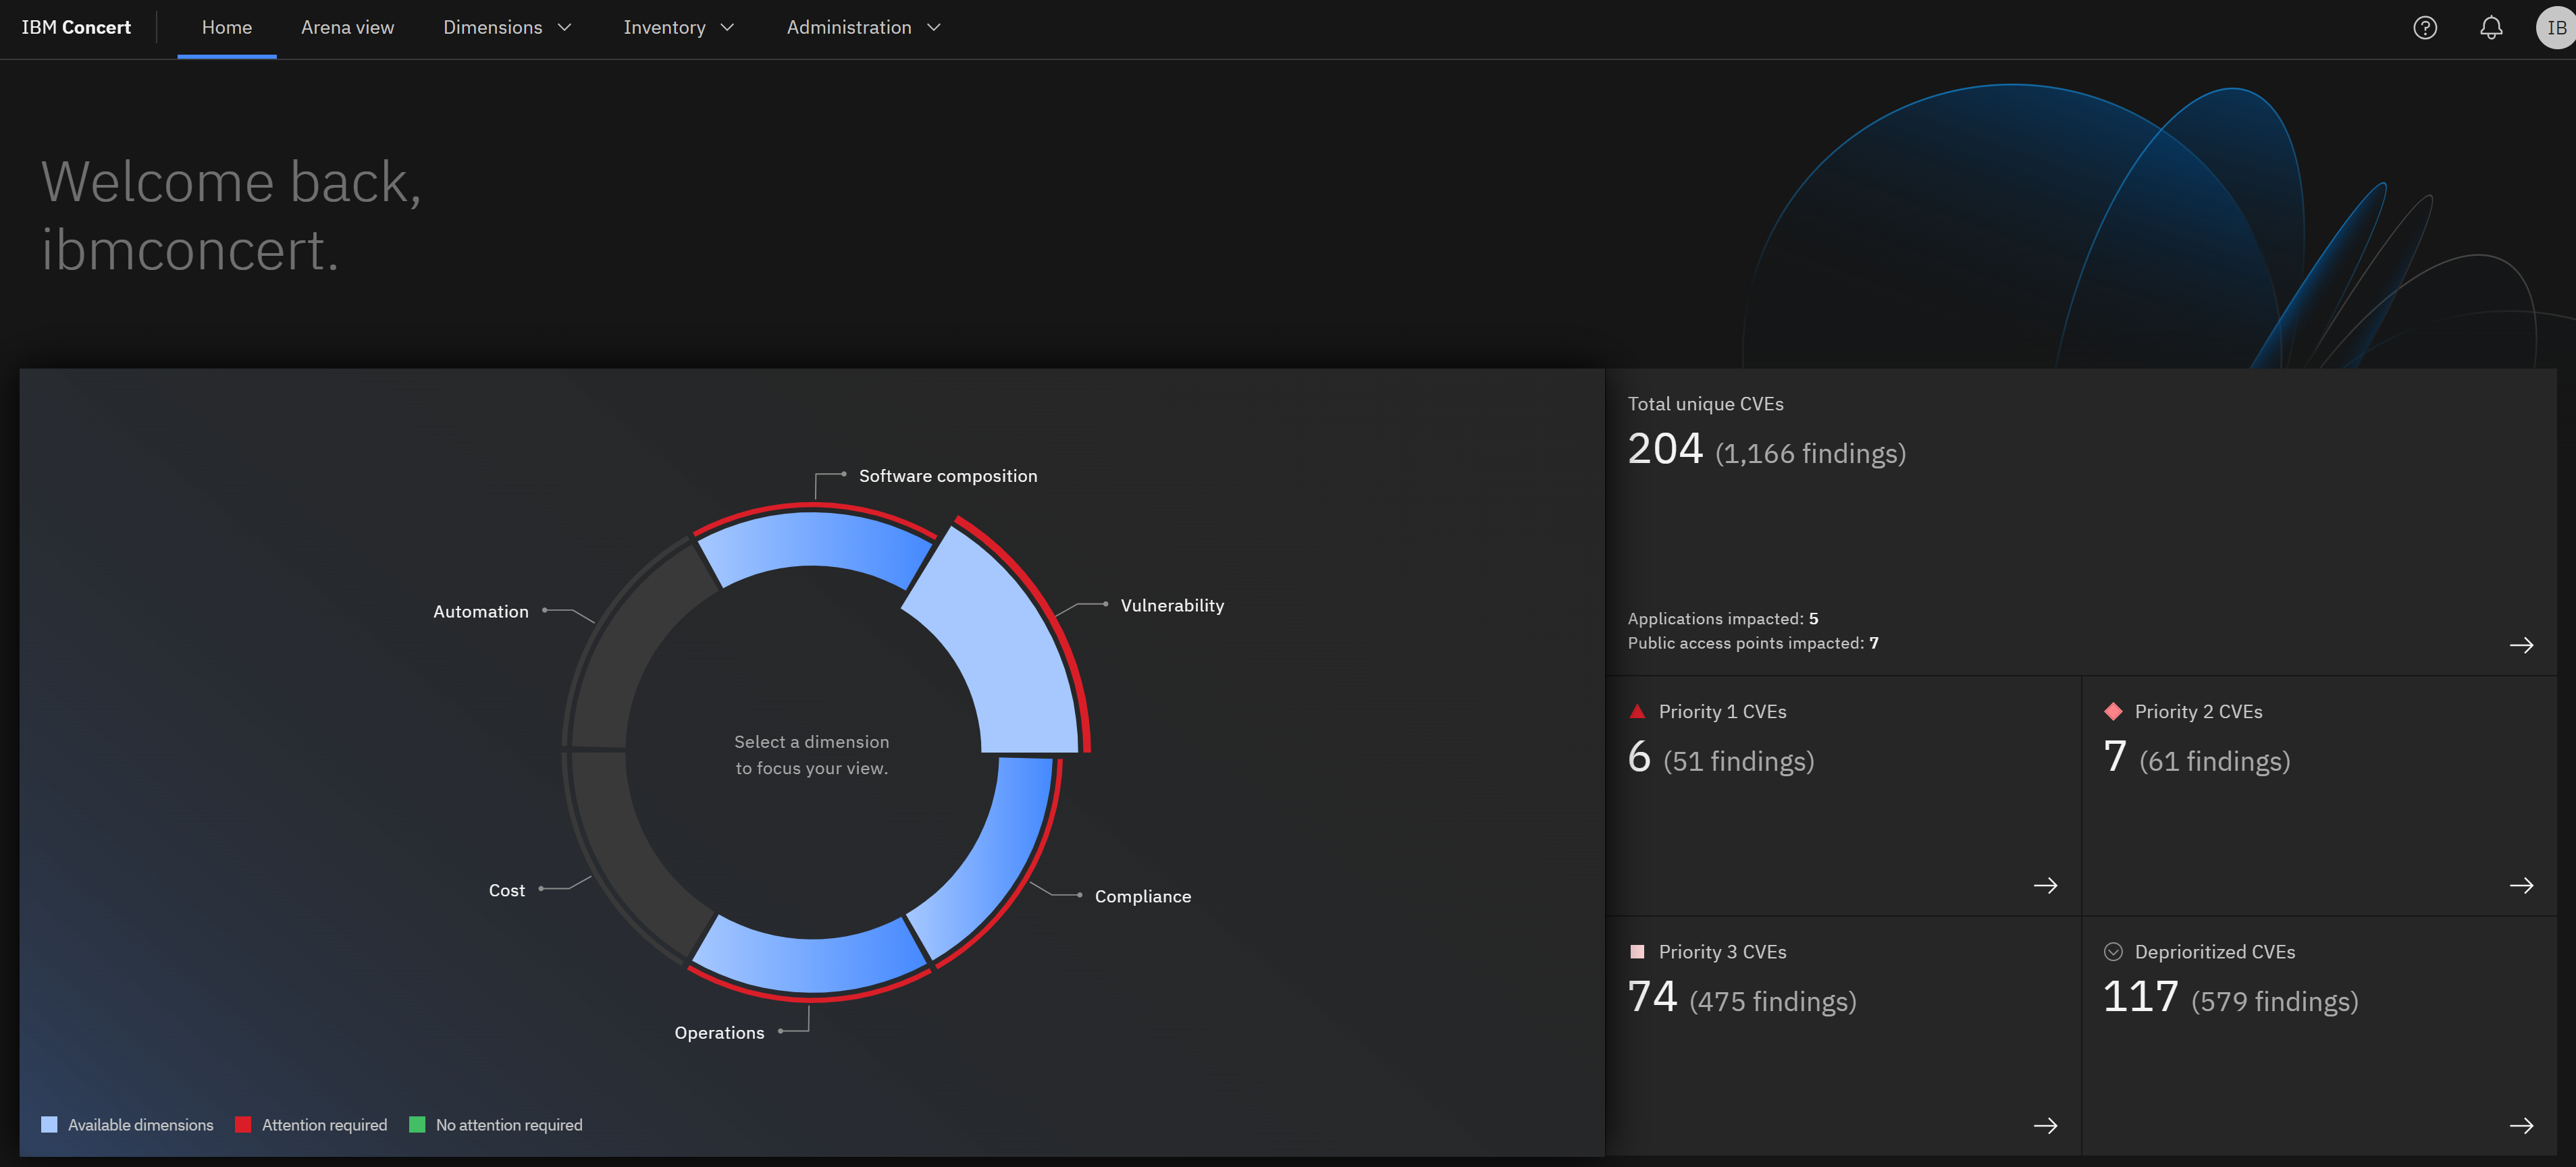 IBM Concert
Home
Arena view
Dimensions
Inventory
Administration
IB
Welcome back,
ibmconcert.
Software composition
Vulnerability
Automation
Select a dimension
to focus your view.
Cost
Compliance
Operations
Available dimensions
Attention required
No attention required
Total unique CVEs
204 (1,166 findings)
Applications impacted: 5
Public access points impacted: 7
Priority 1 CVEs
6 (51 findings)
Priority 2 CVEs
7 (61 findings)
Priority 3 CVEs
74 (475 findings)
Deprioritized CVEs
117 (579 findings)